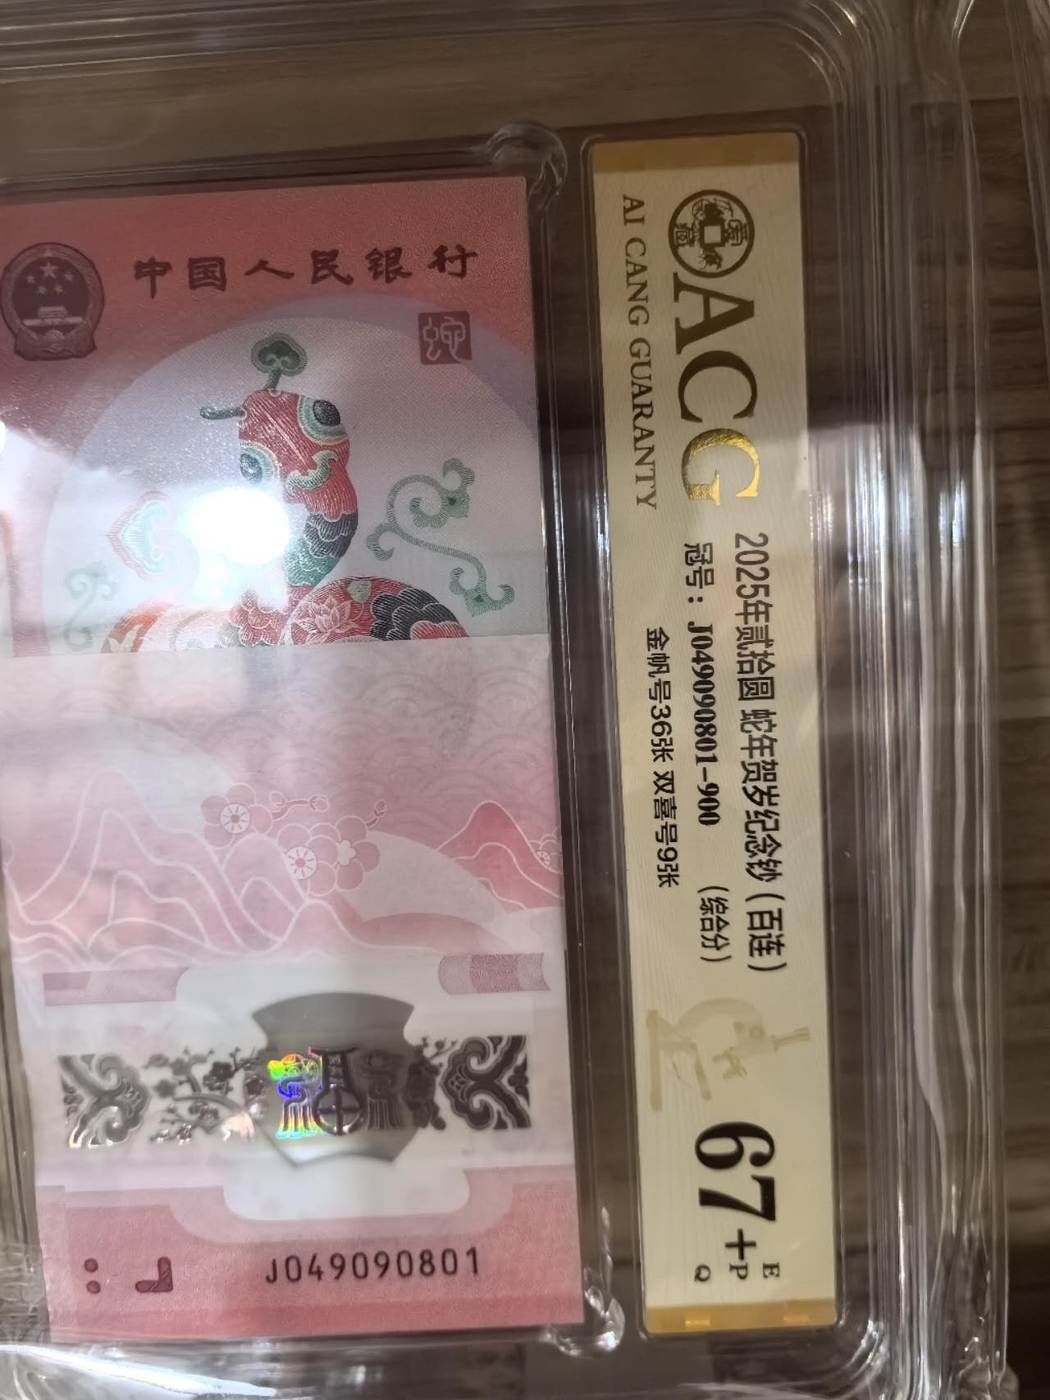 中国人民银行
J049090801
ACG
AI CANG GUARANTY
2025年贰拾圆 蛇年贺岁纪念钞（百连）
冠号：J049090801-900 （综合分）
金帆号36张 双喜号9张
67+
E
P
Q